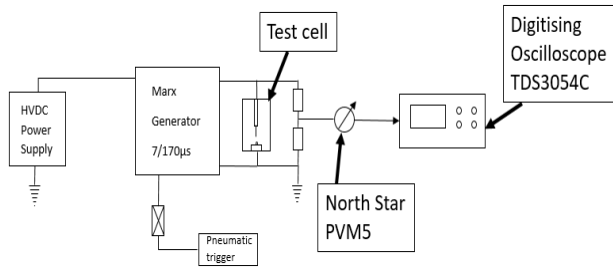 Test cell
Digitising
Oscilloscope
TDS3054C
HVDC
Power
Supply
Marx
Generator
7/170µs
North Star
PVM5
Pneumatic
trigger